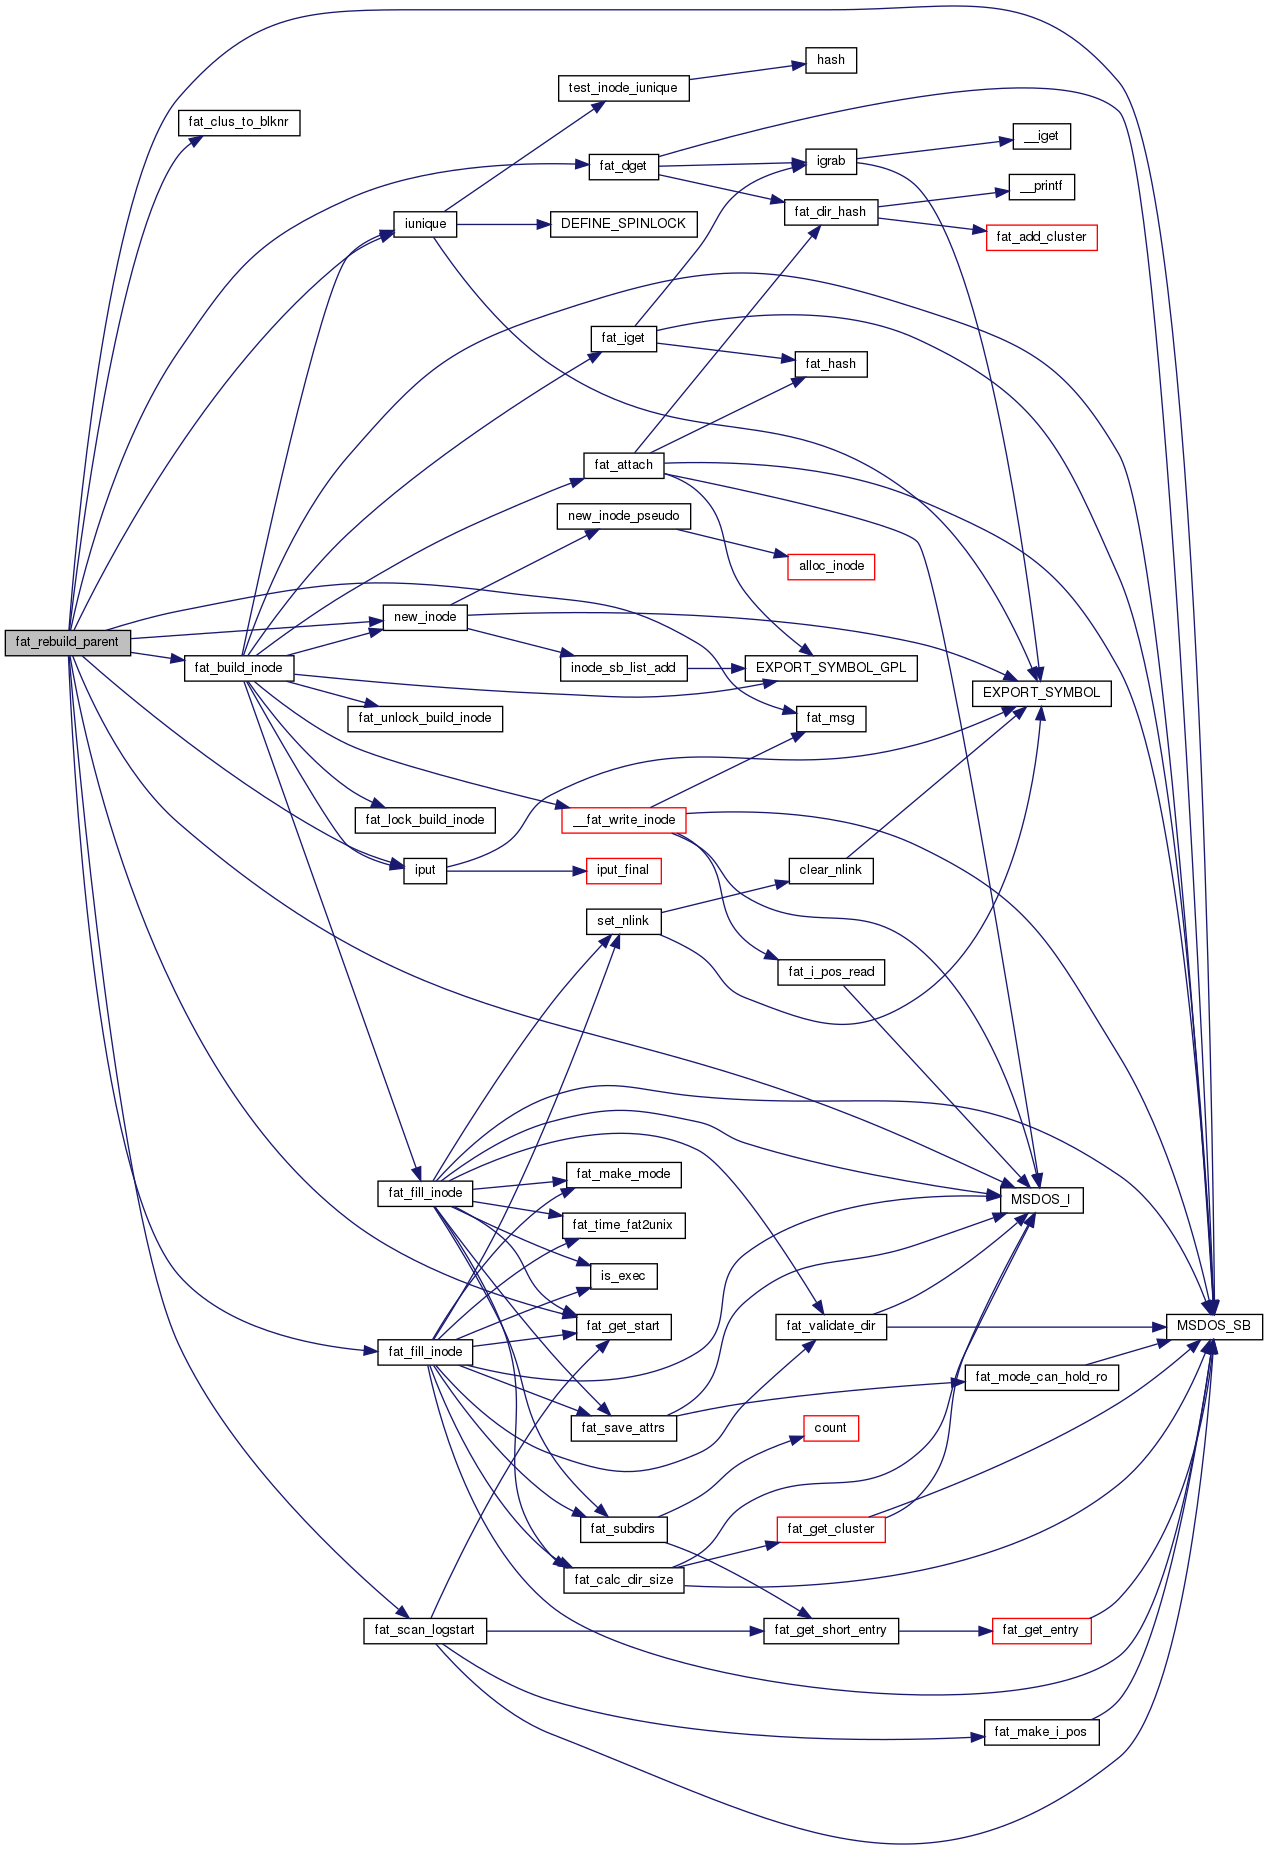 hash
test_inode_iunique
fat_clus_to_blknr
__iget
igrab
fat_dget
__printf
fat_dir_hash
iunique
DEFINE_SPINLOCK
fat_add_cluster
fat_iget
fat_hash
fat_attach
new_inode_pseudo
alloc_inode
new_inode
fat_rebuild_parent
fat_build_inode
inode_sb_list_add
EXPORT_SYMBOL_GPL
EXPORT_SYMBOL
fat_unlock_build_inode
fat_msg
fat_lock_build_inode
__fat_write_inode
iput
iput_final
clear_nlink
set_nlink
fat_i_pos_read
fat_make_mode
fat_fill_inode
MSDOS_I
fat_time_fat2unix
is_exec
fat_get_start
fat_validate_dir
MSDOS_SB
fat_fill_inode
fat_mode_can_hold_ro
fat_save_attrs
count
fat_subdirs
fat_get_cluster
fat_calc_dir_size
fat_scan_logstart
fat_get_short_entry
fat_get_entry
fat_make_i_pos